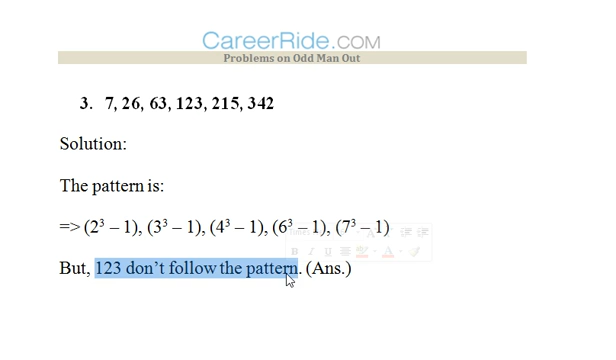 CareerRide.COM
Problems on Odd Man Out
3. 7, 26, 63, 123, 215, 342
Solution:
The pattern is:
=> (2³ – 1), (3³ – 1), (4³ – 1), (6³ – 1), (7³ – 1)
But, 123 don't follow the pattern. (Ans.)